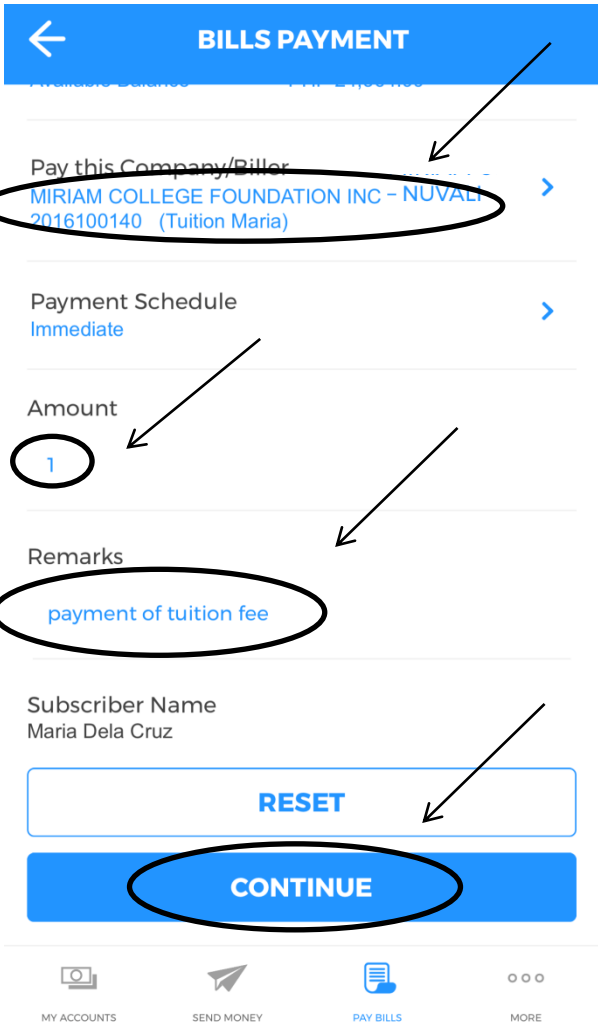 BILLS PAYMENT
Available Balance
Pay this Company/Biller
MIRIAM COLLEGE FOUNDATION INC – NUVALI
2016100140 (Tuition Maria)
Payment Schedule
Immediate
Amount
1
Remarks
payment of tuition fee
Subscriber Name
Maria Dela Cruz
RESET
CONTINUE
MY ACCOUNTS SEND MONEY PAY BILLS MORE